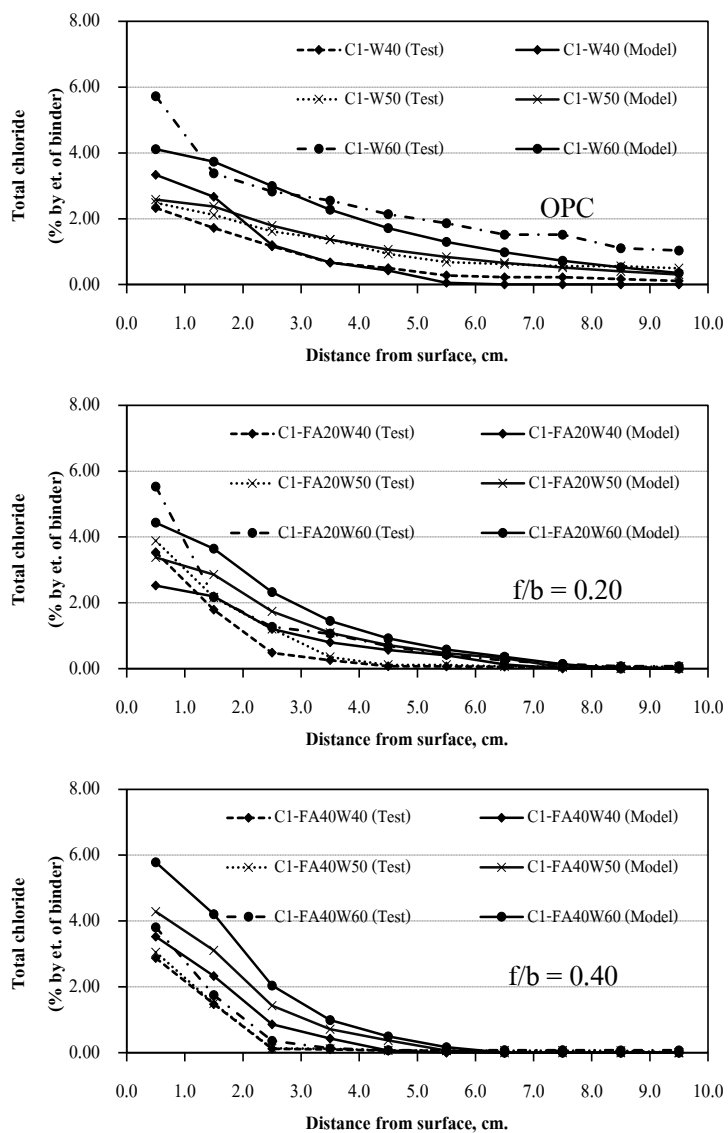 8.00
C1-W40 (Test) C1-W40 (Model)
6.00
C1-W50 (Test) C1-W50 (Model)
4.00
C1-W60 (Test) C1-W60 (Model)
2.00
OPC
0.00
Total chloride
(% by et. of binder)
0.0 1.0 2.0 3.0 4.0 5.0 6.0 7.0 8.0 9.0 10.0
Distance from surface, cm.
8.00
C1-FA20W40 (Test) C1-FA20W40 (Model)
6.00
C1-FA20W50 (Test) C1-FA20W50 (Model)
4.00
C1-FA20W60 (Test) C1-FA20W60 (Model)
2.00
f/b = 0.20
0.00
Total chloride
(% by et. of binder)
0.0 1.0 2.0 3.0 4.0 5.0 6.0 7.0 8.0 9.0 10.0
Distance from surface, cm.
8.00
C1-FA40W40 (Test) C1-FA40W40 (Model)
6.00
C1-FA40W50 (Test) C1-FA40W50 (Model)
4.00
C1-FA40W60 (Test) C1-FA40W60 (Model)
2.00
f/b = 0.40
0.00
Total chloride
(% by et. of binder)
0.0 1.0 2.0 3.0 4.0 5.0 6.0 7.0 8.0 9.0 10.0
Distance from surface, cm.